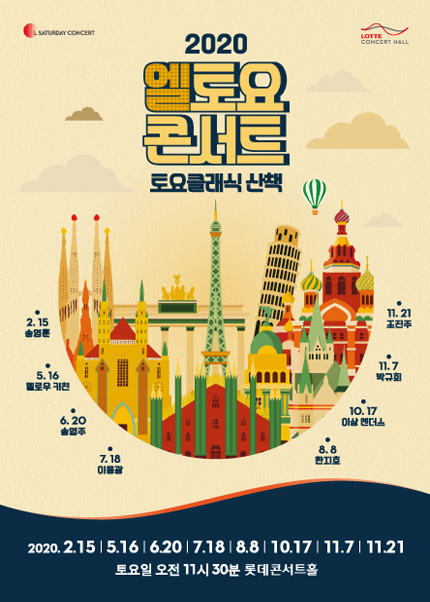 L SATURDAY CONCERT
LOTTE
CONCERT HALL
2020
엘토요
콘서트
토요클래식 산책
2. 15
송영훈
5. 16
멜로우 키친
6. 20
송영주
7. 18
이응광
8. 8
한지호
10. 17
이상 엔더스
11. 7
박규희
11. 21
조진주
2020. 2.15 | 5.16 | 6.20 | 7.18 | 8.8 | 10.17 | 11.7 | 11.21
토요일 오전 11시 30분 롯데콘서트홀